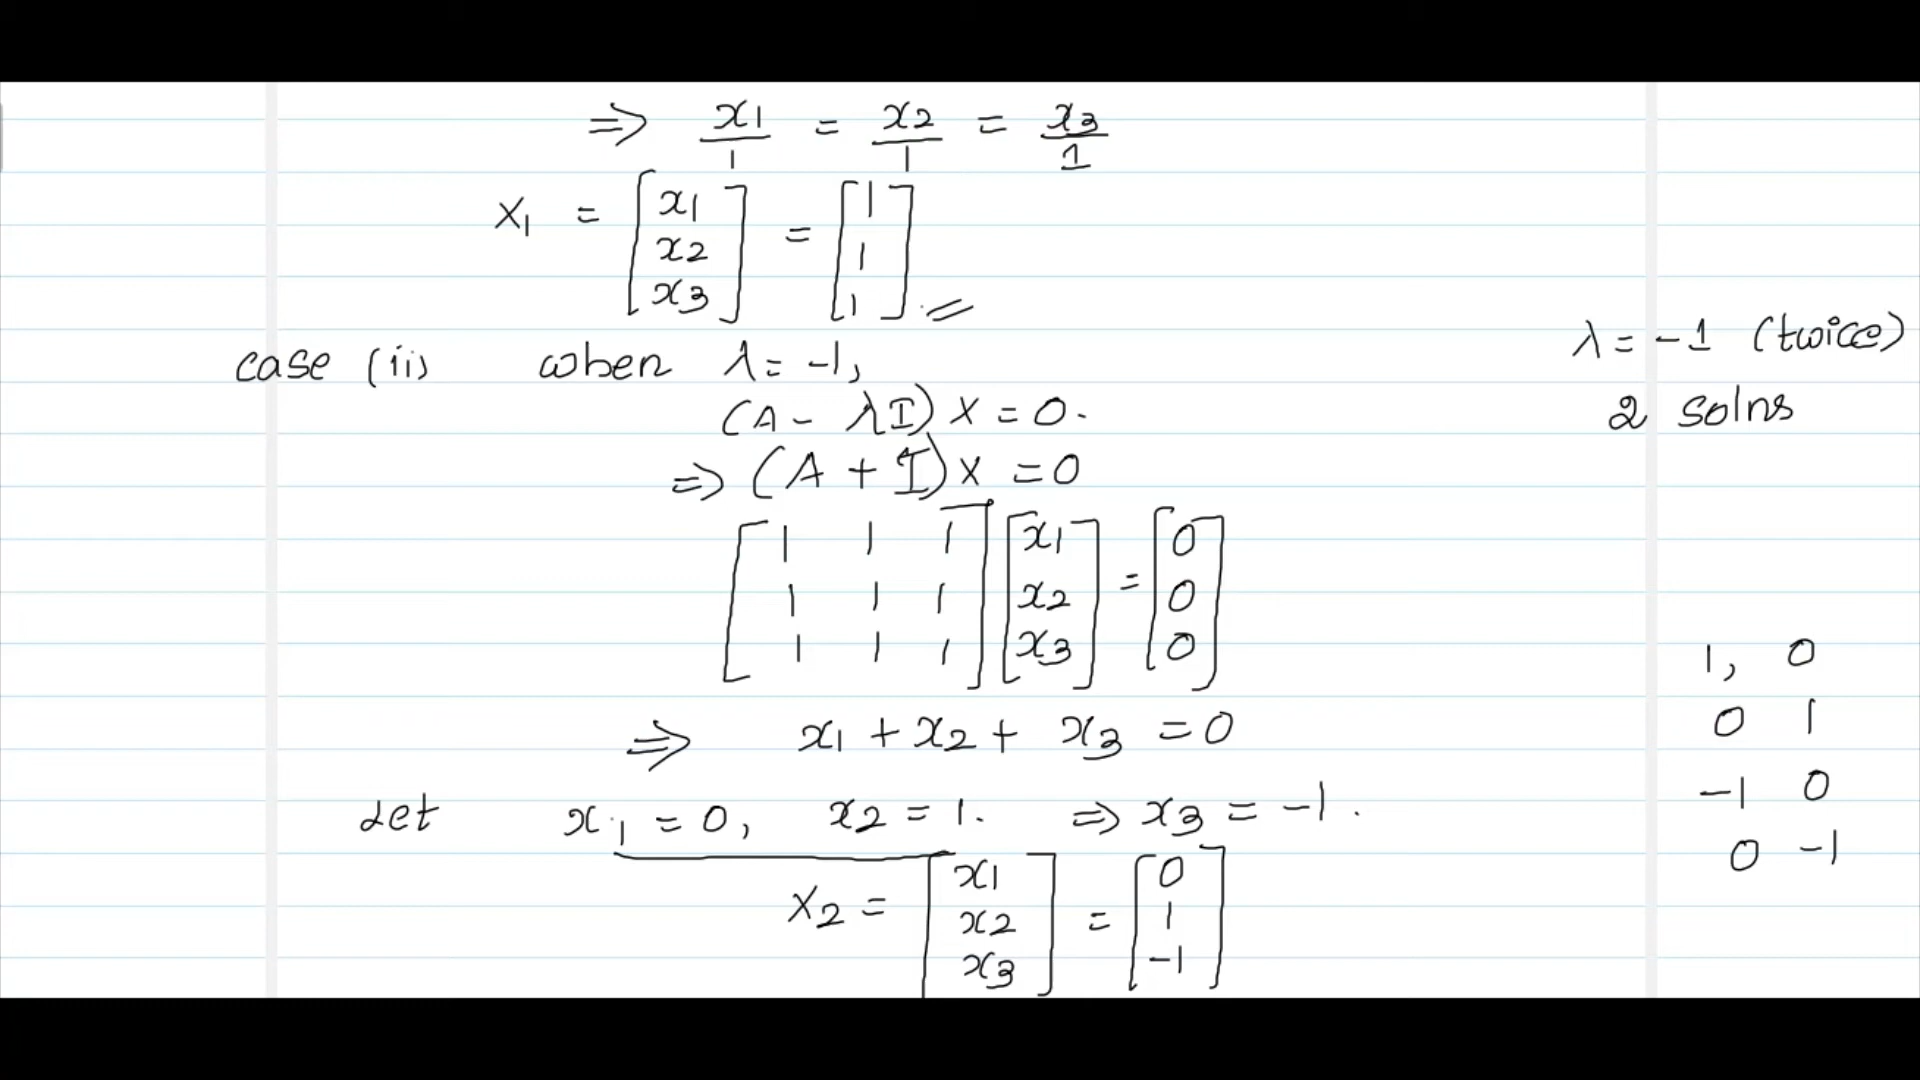 ⇒ x1/1 = x2/1 = x3/1
X1 = [x1 x2 x3] = [1 1 1]
case (ii) when λ = -1,
(A - λI) X = 0.
⇒ (A + I) X = 0
[1 1 1] [x1] = [0]
[1 1 1] [x2] = [0]
[1 1 1] [x3] = [0]
⇒ x1 + x2 + x3 = 0
Let x1 = 0, x2 = 1. ⇒ x3 = -1.
X2 = [x1 x2 x3] = [0 1 -1]
λ = -1 (twice)
2 solns
1, 0
0 1
-1 0
0 -1